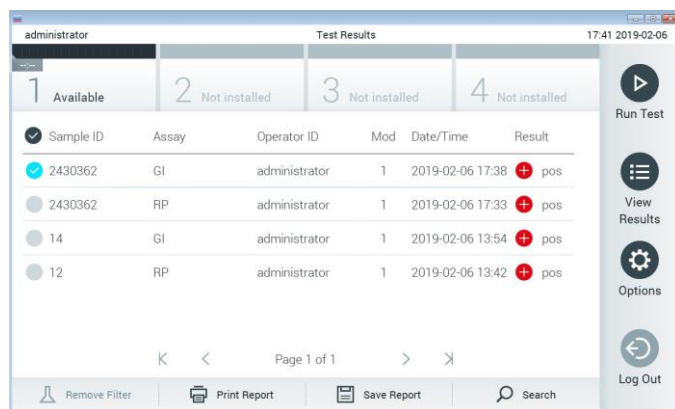 administrator Test Results 17:41 2019-02-06
--:--
1 Available 2 Not installed 3 Not installed 4 Not installed
Run Test
Sample ID Assay Operator ID Mod Date/Time Result
2430362 GI administrator 1 2019-02-06 17:38 pos
2430362 RP administrator 1 2019-02-06 17:33 pos
View
Results
14 GI administrator 1 2019-02-06 13:54 pos
12 RP administrator 1 2019-02-06 13:42 pos
Options
Page 1 of 1
Log Out
Remove Filter Print Report Save Report Search